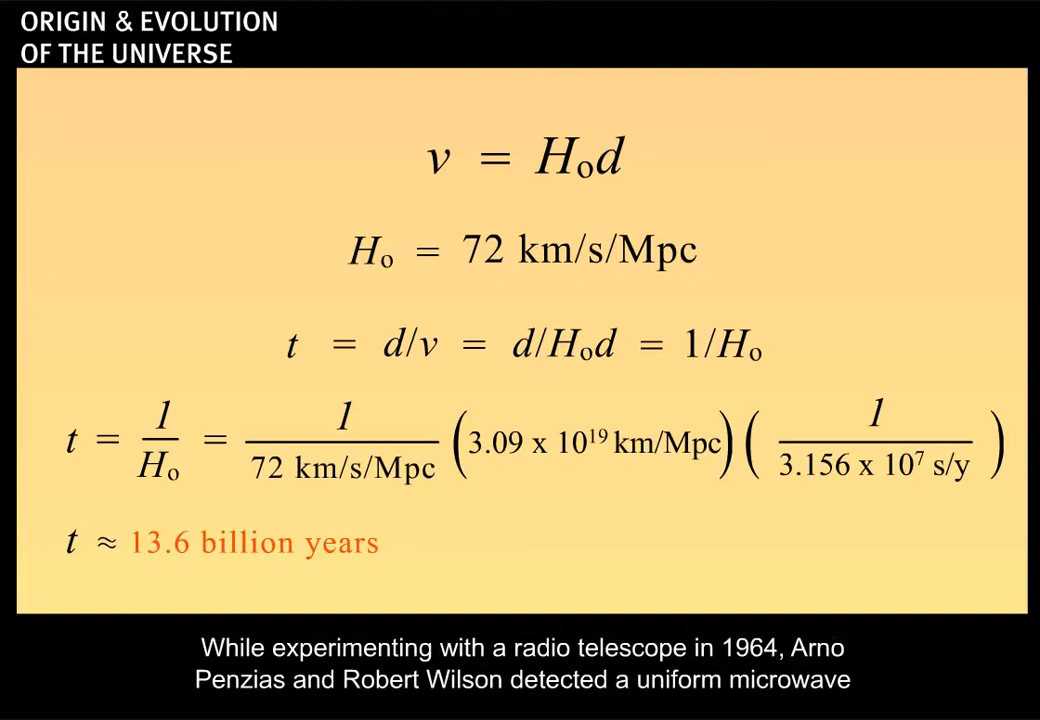 ORIGIN & EVOLUTION
OF THE UNIVERSE
v = H₀d
H₀ = 72 km/s/Mpc
t = d/v = d/H₀d = 1/H₀
t = 1/H₀ = 1/(72 km/s/Mpc) (3.09 x 10¹⁹ km/Mpc) (1/(3.156 x 10⁷ s/y))
t ≈ 13.6 billion years
While experimenting with a radio telescope in 1964, Arno
Penzias and Robert Wilson detected a uniform microwave